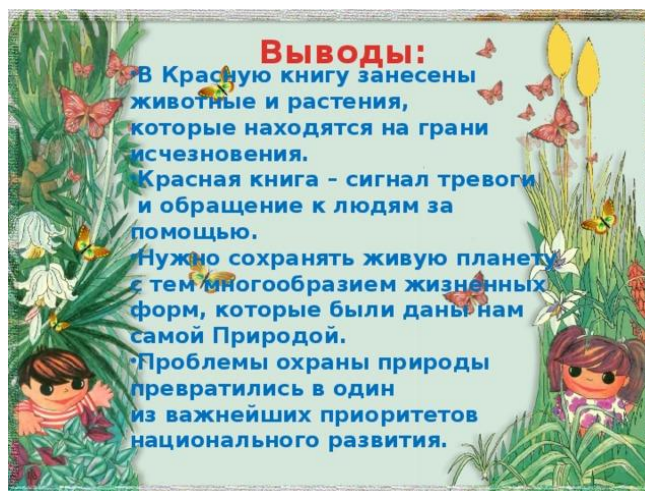 Выводы:
•В Красную книгу занесены
животные и растения,
которые находятся на грани
исчезновения.
•Красная книга – сигнал тревоги
и обращение к людям за
помощью.
•Нужно сохранять живую планету
с тем многообразием жизненных
форм, которые были даны нам
самой Природой.
•Проблемы охраны природы
превратились в один
из важнейших приоритетов
национального развития.